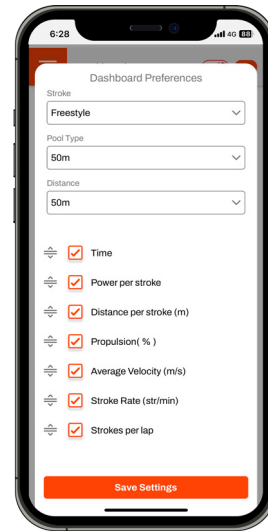 6:28
4G 88
Dashboard Preferences
Stroke
Freestyle
Pool Type
50m
Distance
50m
Time
Power per stroke
Distance per stroke (m)
Propulsion( % )
Average Velocity (m/s)
Stroke Rate (str/min)
Strokes per lap
Save Settings